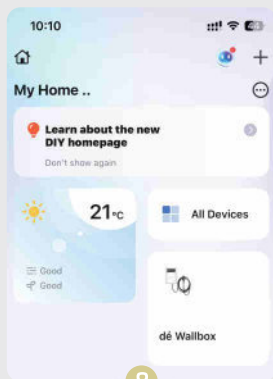 10:10
44
My Home ..
Learn about the new
DIY homepage
Don't show again
21°C
All Devices
Good
Good
dé Wallbox